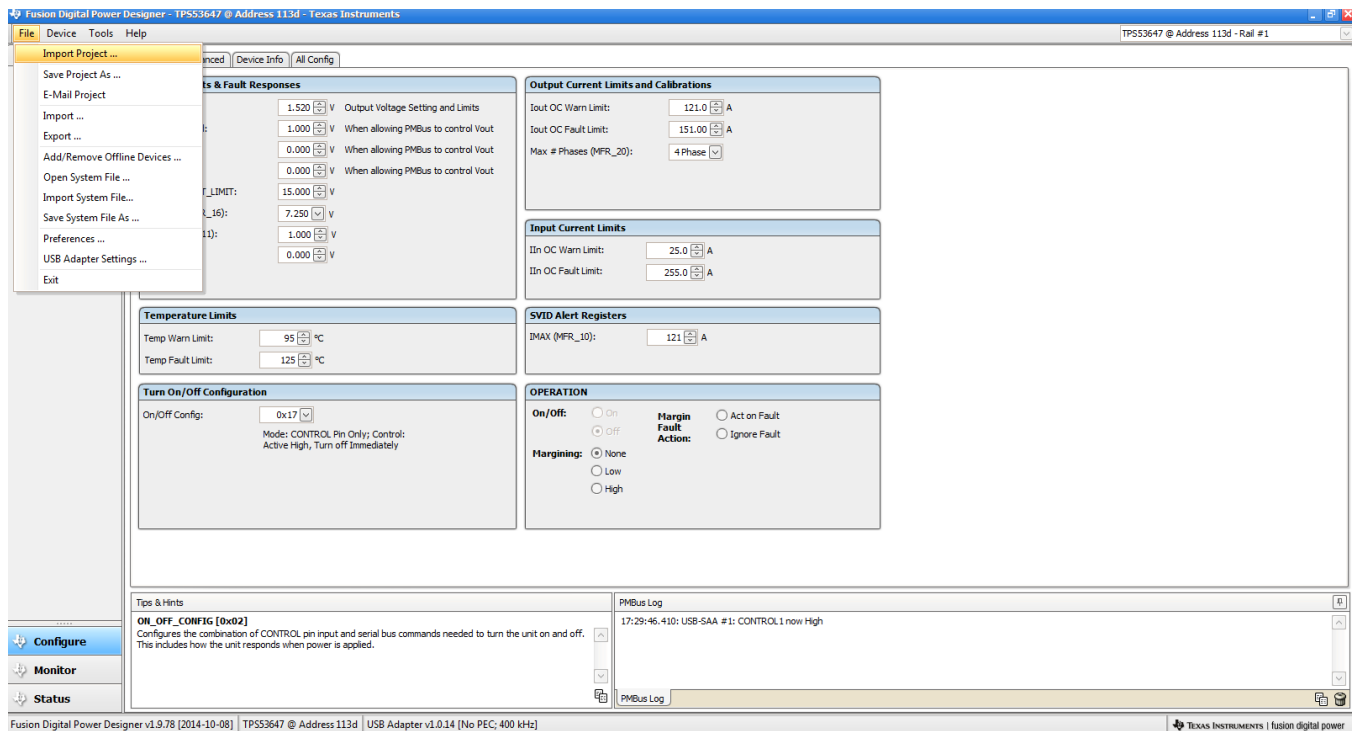 Fusion Digital Power Designer - TPS53647 @ Address 113d - Texas Instruments
File Device Tools Help
TPS53647 @ Address 113d - Rail #1
Import Project ...
Save Project As ...
E-Mail Project
Import ...
Export ...
Add/Remove Offline Devices ...
Open System File ...
Import System File...
Save System File As ...
Preferences ...
USB Adapter Settings ...
Exit
anced Device Info All Config
ts & Fault Responses
1.520 V Output Voltage Setting and Limits
l: 1.000 V When allowing PMBus to control Vout
0.000 V When allowing PMBus to control Vout
0.000 V When allowing PMBus to control Vout
T_LIMIT: 15.000 V
R_16): 7.250 V
11): 1.000 V
0.000 V
Output Current Limits and Calibrations
Iout OC Warn Limit: 121.0 A
Iout OC Fault Limit: 151.00 A
Max # Phases (MFR_20): 4 Phase
Input Current Limits
IIn OC Warn Limit: 25.0 A
IIn OC Fault Limit: 255.0 A
Temperature Limits
Temp Warn Limit: 95 °C
Temp Fault Limit: 125 °C
SVID Alert Registers
IMAX (MFR_10): 121 A
Turn On/Off Configuration
On/Off Config: 0x17
Mode: CONTROL Pin Only; Control:
Active High, Turn off Immediately
OPERATION
On/Off: On
Off
Margin
Fault
Action:
Act on Fault
Ignore Fault
Margining: None
Low
High
Configure
Monitor
Status
Tips & Hints
ON_OFF_CONFIG [0x02]
Configures the combination of CONTROL pin input and serial bus commands needed to turn the unit on and off.
This includes how the unit responds when power is applied.
PMBus Log
17:29:46.410: USB-SAA #1: CONTROL1 now High
PMBus Log
Fusion Digital Power Designer v1.9.78 [2014-10-08] TPS53647 @ Address 113d USB Adapter v1.0.14 [No PEC; 400 kHz]
TEXAS INSTRUMENTS | fusion digital power